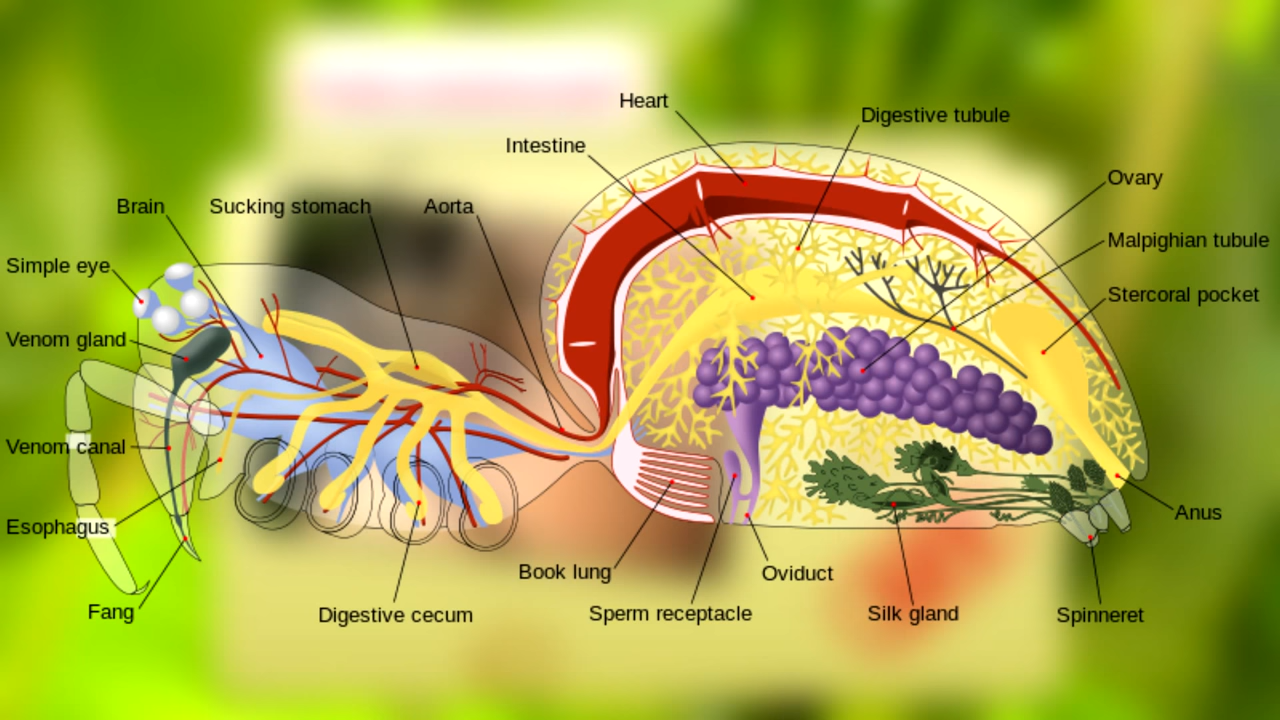 Heart
Digestive tubule
Intestine
Ovary
Brain
Sucking stomach
Aorta
Malpighian tubule
Simple eye
Stercoral pocket
Venom gland
Venom canal
Esophagus
Anus
Book lung
Oviduct
Fang
Digestive cecum
Sperm receptacle
Silk gland
Spinneret